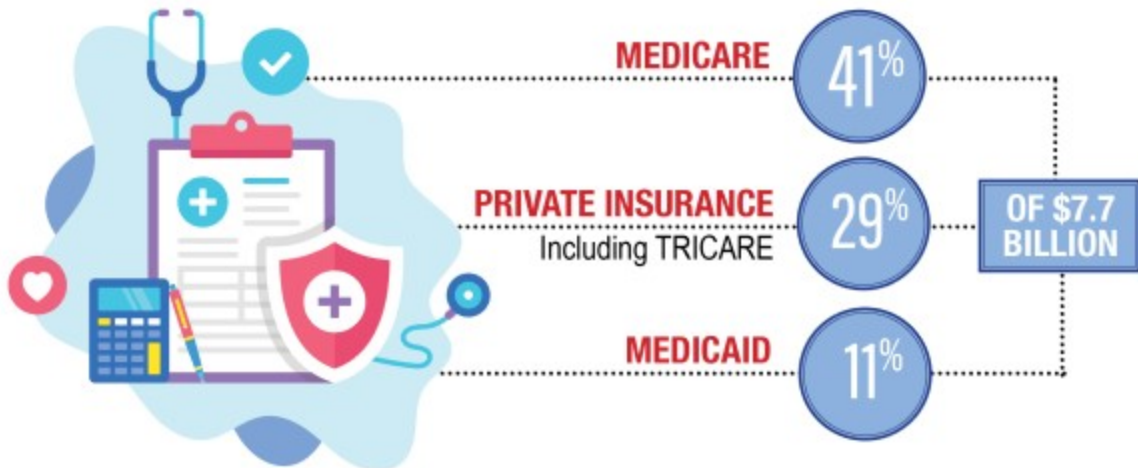 MEDICARE
41%
PRIVATE INSURANCE
Including TRICARE
29%
OF $7.7
BILLION
MEDICAID
11%